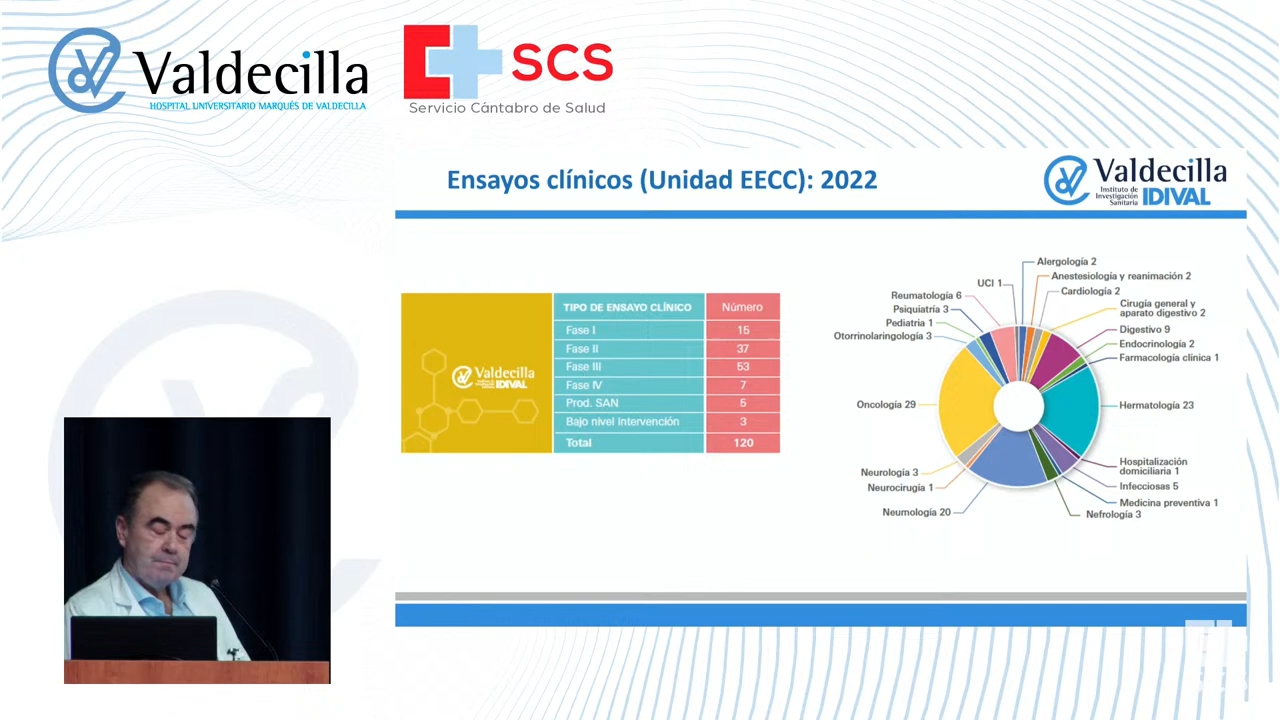 Valdecilla
HOSPITAL UNIVERSITARIO MARQUÉS DE VALDECILLA
SCS
Servicio Cántabro de Salud
Ensayos clínicos (Unidad EECC): 2022
Valdecilla
Instituto de
Investigación
Sanitaria
IDIVAL
Valdecilla
IDIVAL
TIPO DE ENSAYO CLÍNICO Número
Fase I 15
Fase II 37
Fase III 53
Fase IV 7
Prod. SAN 5
Bajo nivel intervención 3
Total 120
Alergología 2
Anestesiología y reanimación 2
Cardiología 2
Cirugía general y
aparato digestivo 2
Digestivo 9
Endocrinología 2
Farmacología clínica 1
Hermatología 23
Hospitalización
domiciliaria 1
Infecciosas 5
Medicina preventiva 1
Nefrología 3
Neumología 20
Neurocirugía 1
Neurología 3
Oncología 29
Otorrinolaringología 3
Pediatría 1
Psiquiatría 3
Reumatología 6
UCI 1